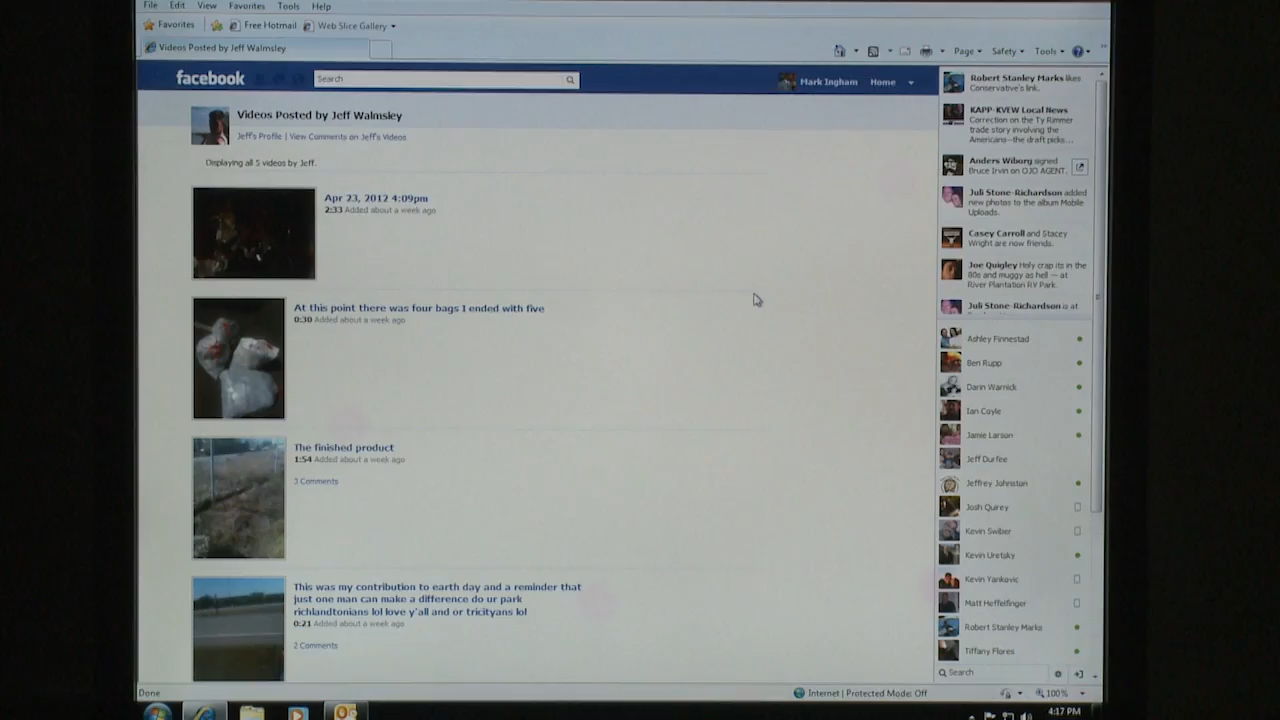 File Edit View Favorites Tools Help
Favorites Free Hotmail Web Slice Gallery
Videos Posted by Jeff Walmsley
Page Safety Tools
facebook Search Mark Ingham Home
Videos Posted by Jeff Walmsley
Jeff's Profile | View Comments on Jeff's Videos
Displaying all 5 videos by Jeff.
Apr 23, 2012 4:09pm
2:33 Added about a week ago
At this point there was four bags I ended with five
0:30 Added about a week ago
The finished product
1:54 Added about a week ago
3 Comments
This was my contribution to earth day and a reminder that
just one man can make a difference do ur park
richlandtonians lol love y'all and or tricityans lol
0:21 Added about a week ago
2 Comments
Robert Stanley Marks likes
Conservative's link.
KAPP-KVEW Local News
Correction on the Ty Rimmer
trade story involving the
Americans—the draft picks...
Anders Wiborg signed
Bruce Irvin on OJO AGENT.
Juli Stone-Richardson added
new photos to the album Mobile
Uploads.
Casey Carroll and Stacey
Wright are now friends.
Joe Quigley Holy crap its in the
80s and muggy as hell — at
River Plantation RV Park.
Juli Stone-Richardson is at
Ashley Finnestad
Ben Rupp
Darin Warnick
Ian Coyle
Jamie Larson
Jeff Durfee
Jeffrey Johnston
Josh Quirey
Kevin Swiber
Kevin Uretsky
Kevin Yankovic
Matt Heffelfinger
Robert Stanley Marks
Tiffany Flores
Search
Done Internet | Protected Mode: Off 100%
4:17 PM